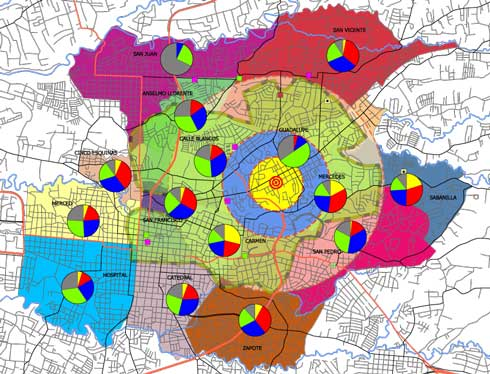 SAN VICENTE
SAN JUAN
ANSELMO LLORENTE
GUADALUPE
CALLE BLANCOS
CINCO ESQUINAS
MERCEDES
SABANILLA
MERCED
SAN FRANCISCO
CARMEN
SAN PEDRO
HOSPITAL
CATEDRAL
ZAPOTE